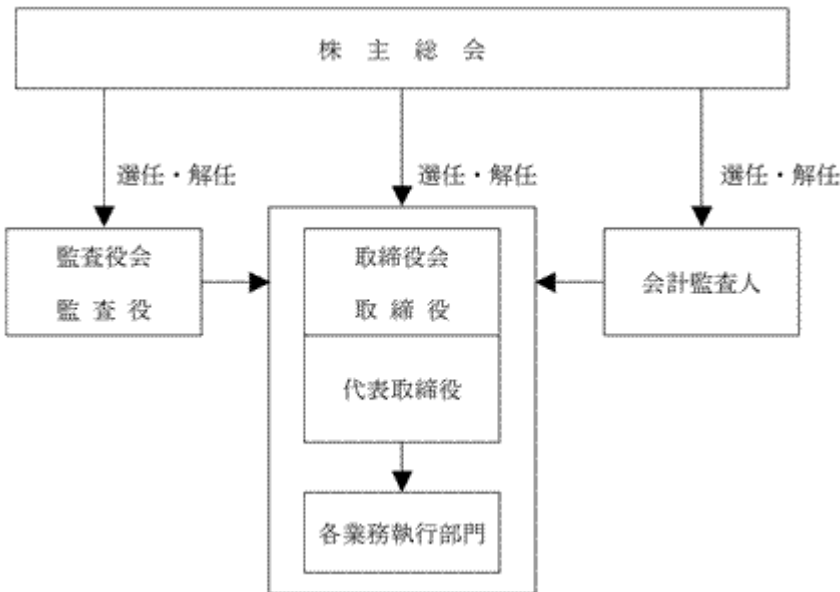 株主総会
選任・解任
選任・解任
選任・解任
監査役会
監査役
取締役会
取締役
代表取締役
各業務執行部門
会計監査人